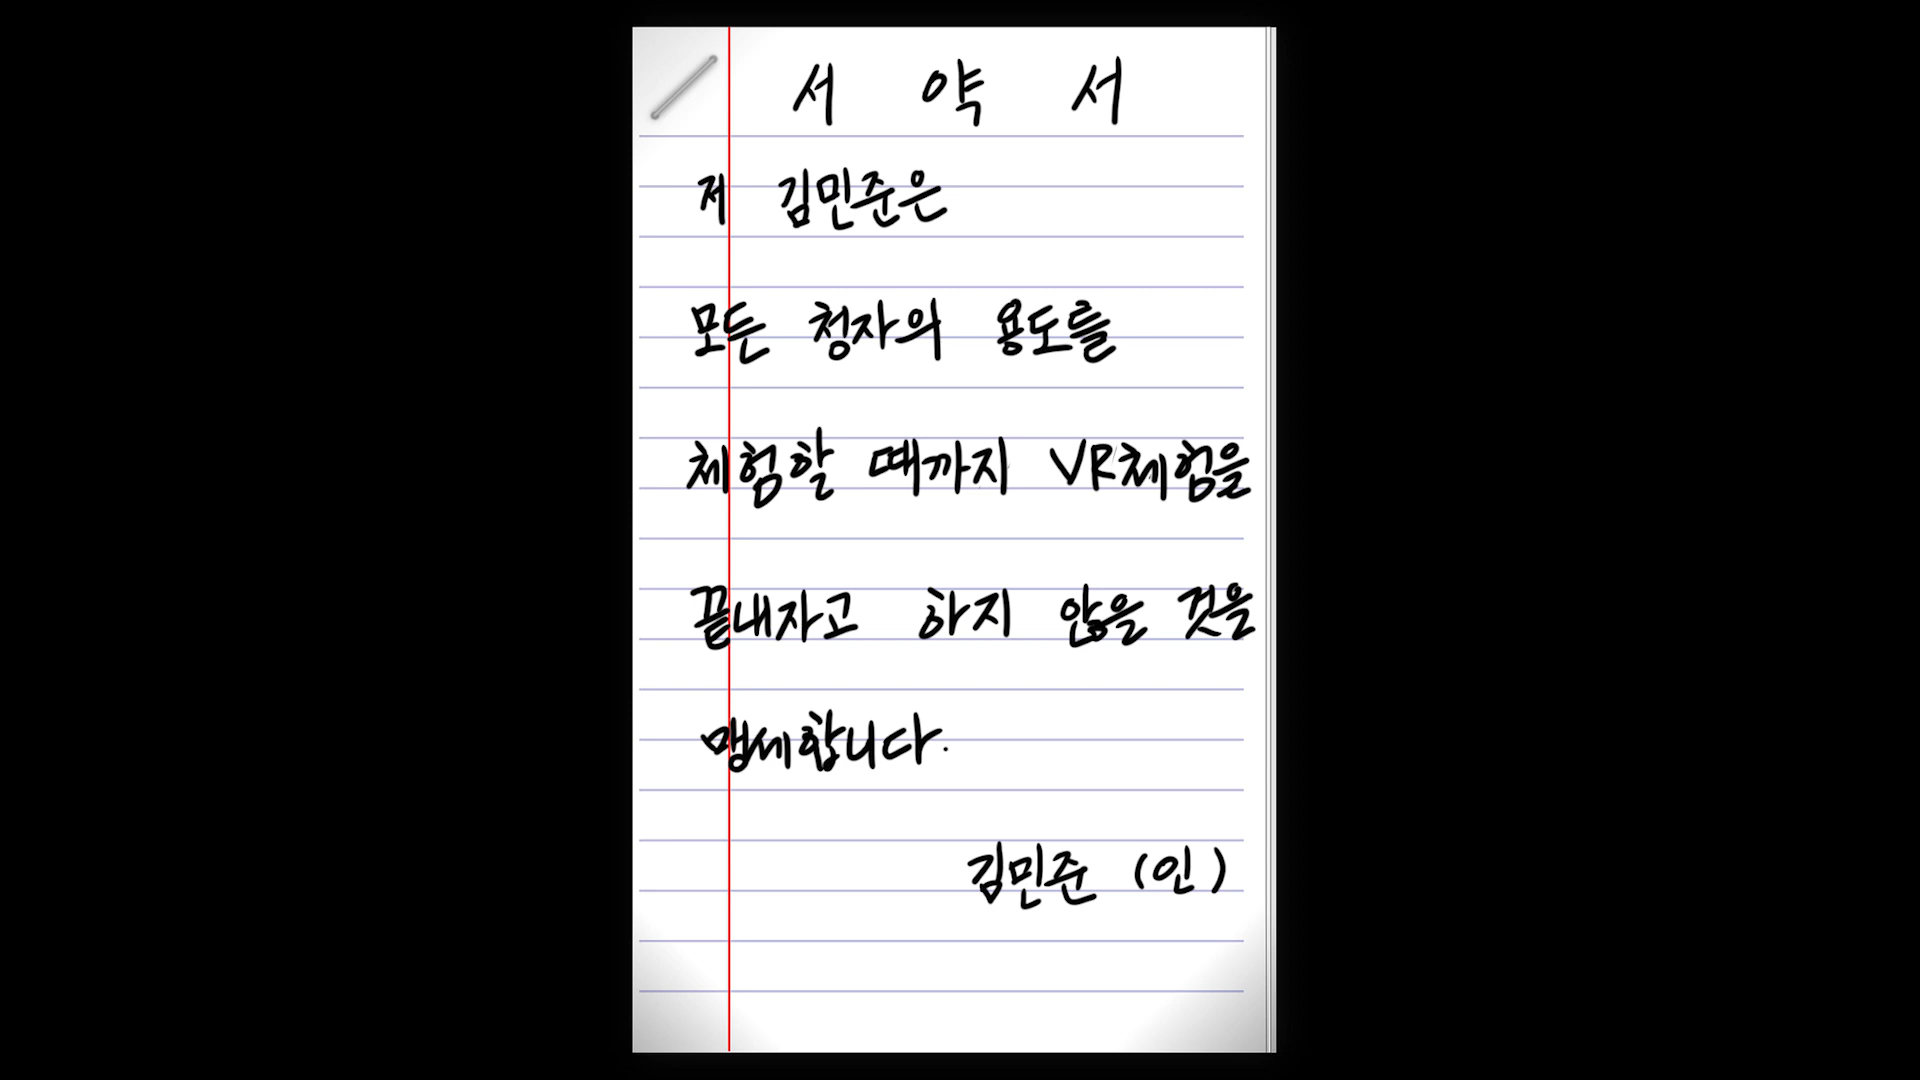 서 약 서
저 김민준은
모든 청자의 용도를
체험할 때까지 VR체험을
끝내자고 하지 않을 것을
맹세합니다.
김민준 (인)